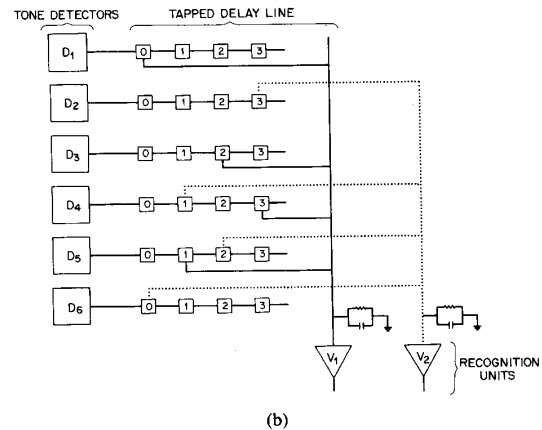 TONE DETECTORS TAPPED DELAY LINE
D1 0 1 2 3
D2 0 1 2 3
D3 0 1 2 3
D4 0 1 2 3
D5 0 1 2 3
D6 0 1 2 3
V1 V2 RECOGNITION
UNITS
(b)